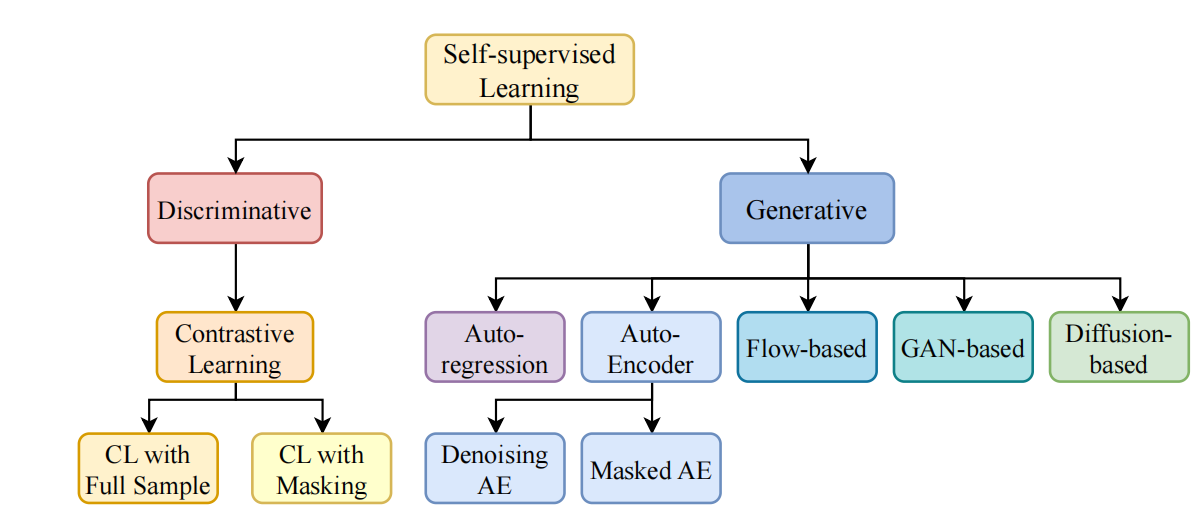 Self-supervised
Learning
Discriminative
Generative
Contrastive
Learning
Auto-
regression
Auto-
Encoder
Flow-based
GAN-based
Diffusion-
based
CL with
Full Sample
CL with
Masking
Denoising
AE
Masked AE